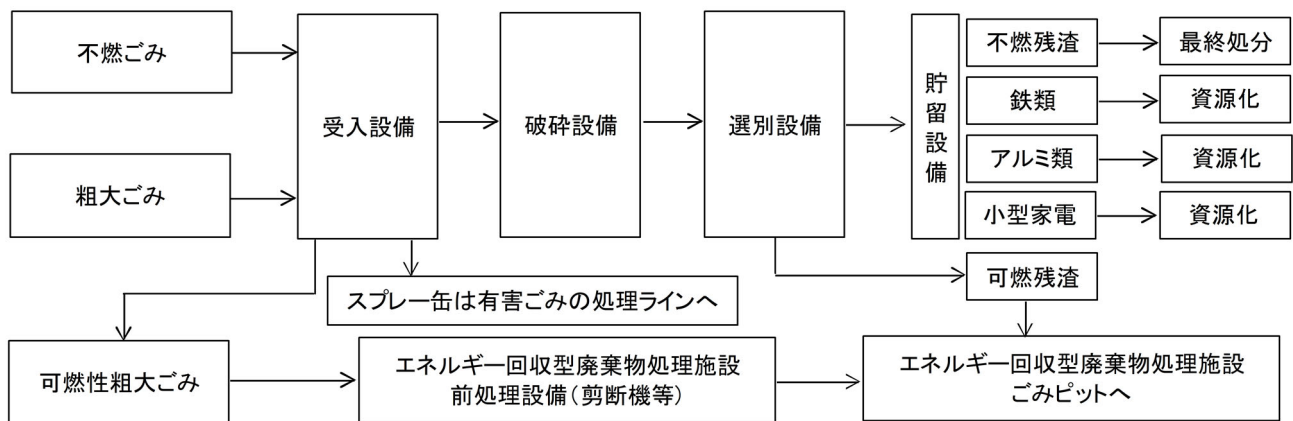 不燃ごみ
粗大ごみ
受入設備
破砕設備
選別設備
貯留設備
不燃残渣
最終処分
鉄類
資源化
アルミ類
資源化
小型家電
資源化
可燃残渣
スプレー缶は有害ごみの処理ラインへ
可燃性粗大ごみ
エネルギー回収型廃棄物処理施設
前処理設備(剪断機等)
エネルギー回収型廃棄物処理施設
ごみピットへ